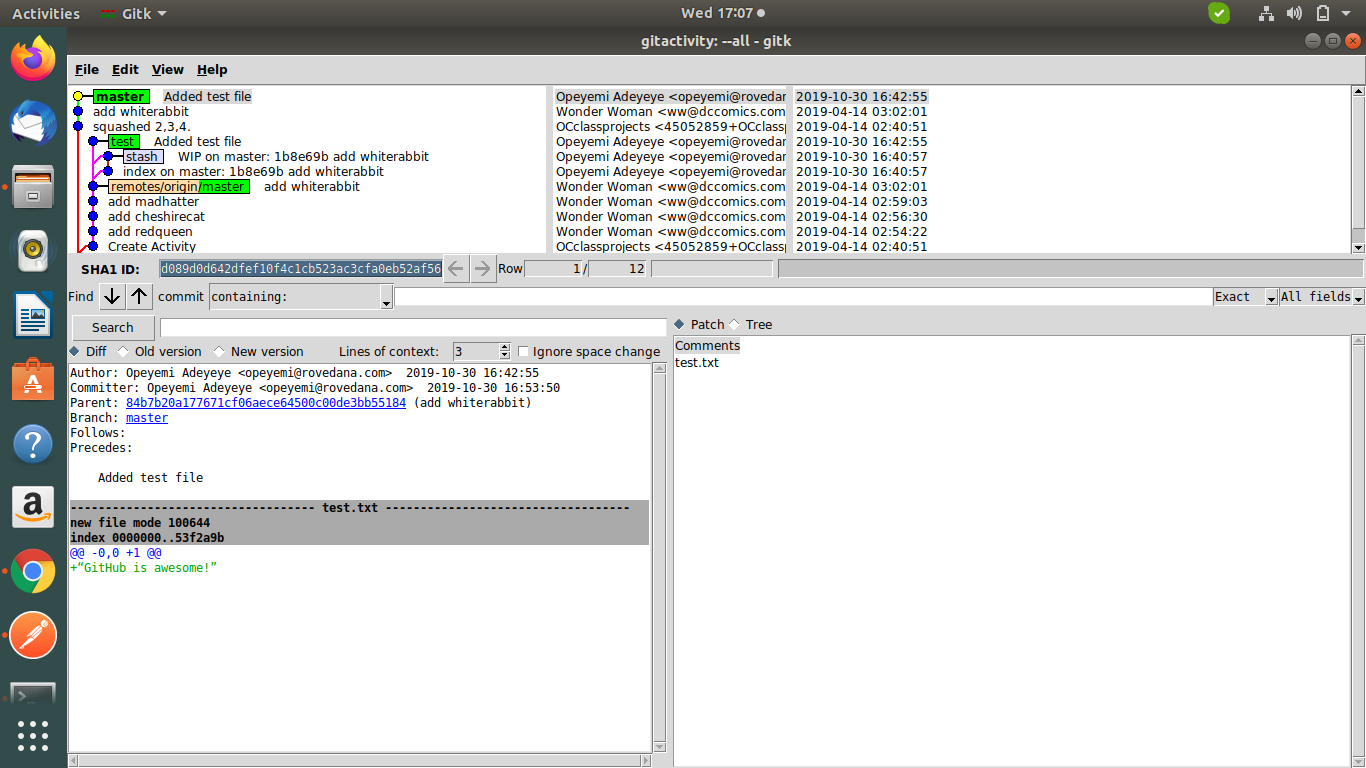 Activities Gitk Wed 17:07
gitactivity: --all - gitk
File Edit View Help
master Added test file Opeyemi Adeyeye <opeyemi@rovedan 2019-10-30 16:42:55
add whiterabbit Wonder Woman <ww@dccomics.com 2019-04-14 03:02:01
squashed 2,3,4. OCclassprojects <45052859+OCclassp 2019-04-14 02:40:51
test Added test file Opeyemi Adeyeye <opeyemi@rovedan 2019-10-30 16:42:55
stash WIP on master: 1b8e69b add whiterabbit Opeyemi Adeyeye <opeyemi@rovedan 2019-10-30 16:40:57
index on master: 1b8e69b add whiterabbit Opeyemi Adeyeye <opeyemi@rovedan 2019-10-30 16:40:57
remotes/origin/master add whiterabbit Wonder Woman <ww@dccomics.com 2019-04-14 03:02:01
add madhatter Wonder Woman <ww@dccomics.com 2019-04-14 02:59:03
add cheshirecat Wonder Woman <ww@dccomics.com 2019-04-14 02:56:30
add redqueen Wonder Woman <ww@dccomics.com 2019-04-14 02:54:22
Create Activity OCclassprojects <45052859+OCclassp 2019-04-14 02:40:51
SHA1 ID: d089d0d642dfef10f4c1cb523ac3cfa0eb52af56 Row 1 / 12
Find commit containing: Exact All fields
Search Patch Tree
Diff Old version New version Lines of context: 3 Ignore space change
Comments
test.txt
Author: Opeyemi Adeyeye <opeyemi@rovedana.com> 2019-10-30 16:42:55
Committer: Opeyemi Adeyeye <opeyemi@rovedana.com> 2019-10-30 16:53:50
Parent: 84b7b20a177671cf06aece64500c00de3bb55184 (add whiterabbit)
Branch: master
Follows:
Precedes:
Added test file
----------------------------------- test.txt -----------------------------------
new file mode 100644
index 0000000..53f2a9b
@@ -0,0 +1 @@
+“GitHub is awesome!”